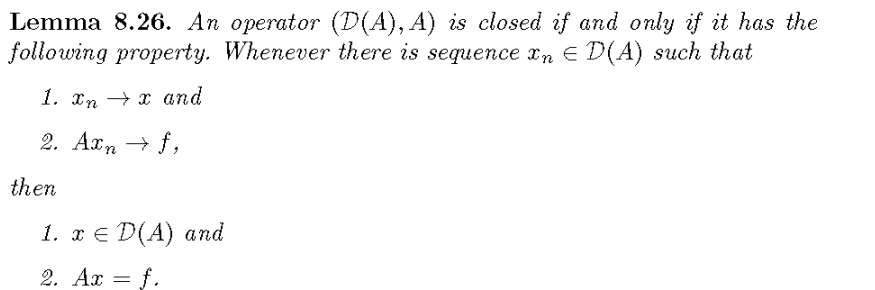 Lemma 8.26. An operator (𝒟(A), A) is closed if and only if it has the
following property. Whenever there is sequence xₙ ∈ 𝒟(A) such that
1. xₙ → x and
2. Axₙ → f,
then
1. x ∈ 𝒟(A) and
2. Ax = f.